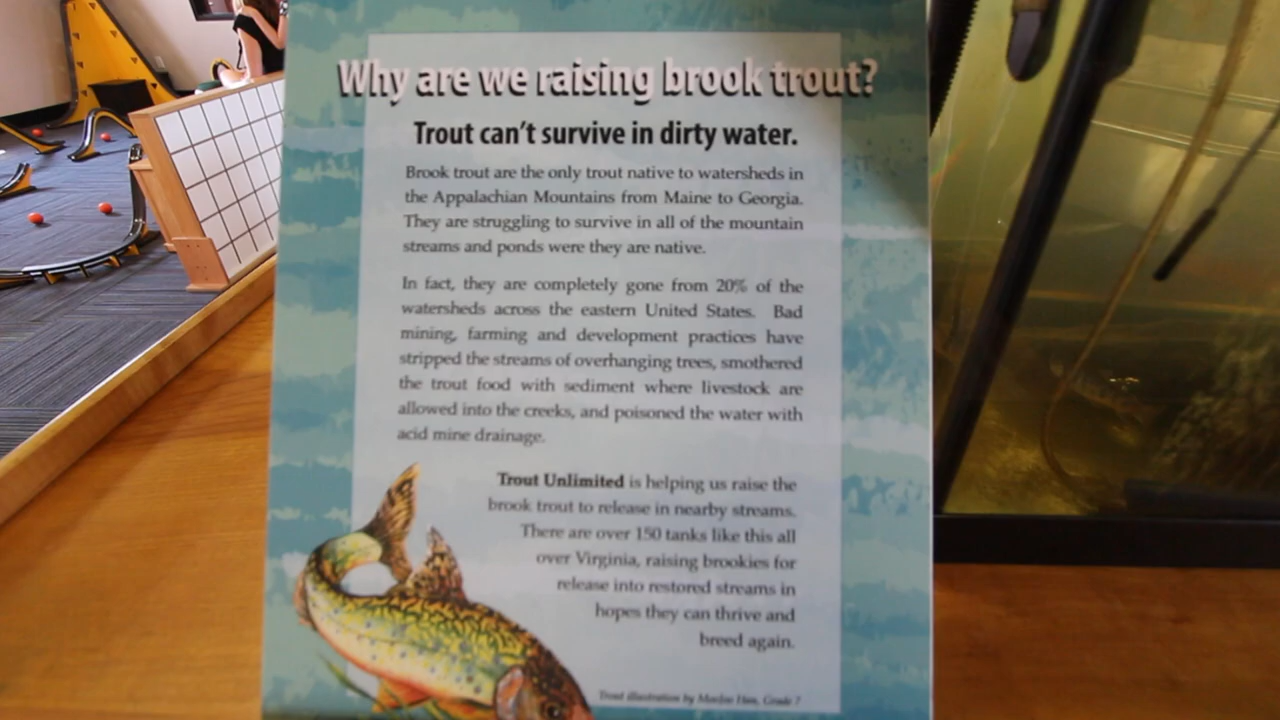 Why are we raising brook trout?
Trout can't survive in dirty water.
Brook trout are the only trout native to watersheds in
the Appalachian Mountains from Maine to Georgia.
They are struggling to survive in all of the mountain
streams and ponds were they are native.
In fact, they are completely gone from 20% of the
watersheds across the eastern United States. Bad
mining, farming and development practices have
stripped the streams of overhanging trees, smothered
the trout food with sediment where livestock are
allowed into the creeks, and poisoned the water with
acid mine drainage.
Trout Unlimited is helping us raise the
brook trout to release in nearby streams.
There are over 150 tanks like this all
over Virginia, raising brookies for
release into restored streams in
hopes they can thrive and
breed again.
Trout illustration by Grade 7